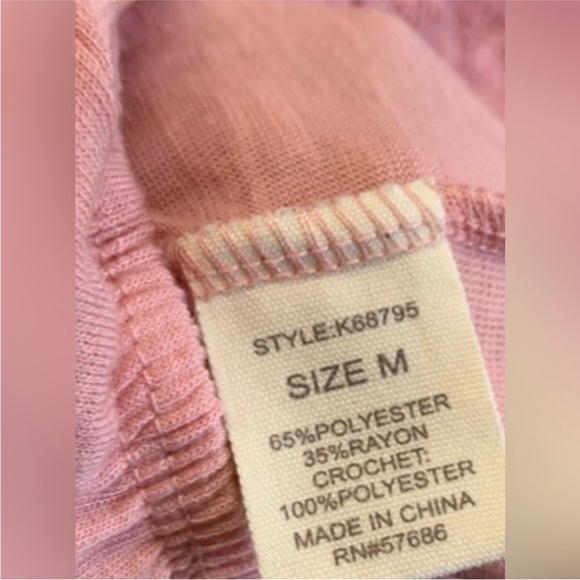 STYLE:K68795
SIZE M
65%POLYESTER
35%RAYON
CROCHET:
100%POLYESTER
MADE IN CHINA
RN#57686